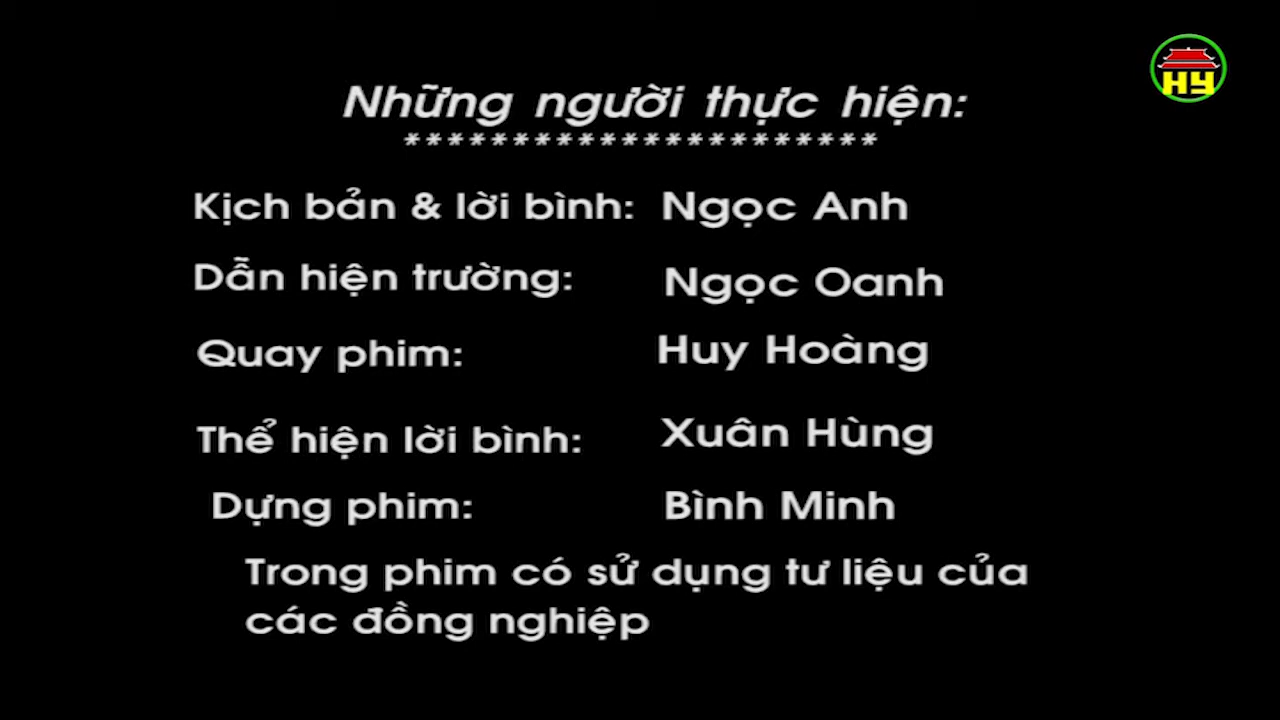 HY
Những người thực hiện:
**********************
Kịch bản & lời bình: Ngọc Anh
Dẫn hiện trường: Ngọc Oanh
Quay phim: Huy Hoàng
Thể hiện lời bình: Xuân Hùng
Dựng phim: Bình Minh
Trong phim có sử dụng tư liệu của
các đồng nghiệp